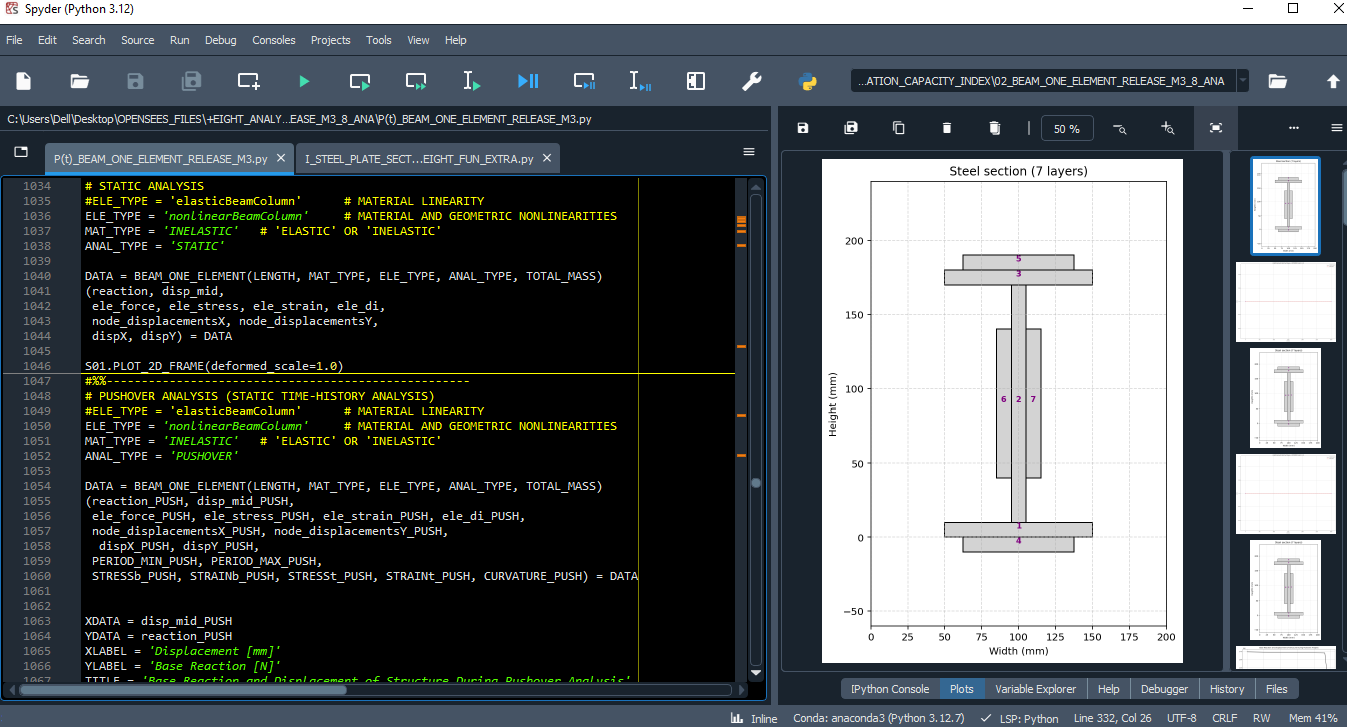 Spyder (Python 3.12)
File Edit Search Source Run Debug Consoles Projects Tools View Help
...ATION_CAPACITY_INDEX\02_BEAM_ONE_ELEMENT_RELEASE_M3_8_ANA
C:\Users\Dell\Desktop\OPENSEES_FILES\+EIGHT_ANALY...EASE_M3_8_ANA\P(t)_BEAM_ONE_ELEMENT_RELEASE_M3.py
P(t)_BEAM_ONE_ELEMENT_RELEASE_M3.py
I_STEEL_PLATE_SECT...EIGHT_FUN_EXTRA.py
1034 # STATIC ANALYSIS
1035 #ELE_TYPE = 'elasticBeamColumn' # MATERIAL LINEARITY
1036 ELE_TYPE = 'nonlinearBeamColumn' # MATERIAL AND GEOMETRIC NONLINEARITIES
1037 MAT_TYPE = 'INELASTIC' # 'ELASTIC' OR 'INELASTIC'
1038 ANAL_TYPE = 'STATIC'
1039
1040 DATA = BEAM_ONE_ELEMENT(LENGTH, MAT_TYPE, ELE_TYPE, ANAL_TYPE, TOTAL_MASS)
1041 (reaction, disp_mid,
1042 ele_force, ele_stress, ele_strain, ele_di,
1043 node_displacementsX, node_displacementsY,
1044 dispX, dispY) = DATA
1045
1046 S01.PLOT_2D_FRAME(deformed_scale=1.0)
1047 #%%------------------------------------------------------
1048 # PUSHOVER ANALYSIS (STATIC TIME-HISTORY ANALYSIS)
1049 #ELE_TYPE = 'elasticBeamColumn' # MATERIAL LINEARITY
1050 ELE_TYPE = 'nonlinearBeamColumn' # MATERIAL AND GEOMETRIC NONLINEARITIES
1051 MAT_TYPE = 'INELASTIC' # 'ELASTIC' OR 'INELASTIC'
1052 ANAL_TYPE = 'PUSHOVER'
1053
1054 DATA = BEAM_ONE_ELEMENT(LENGTH, MAT_TYPE, ELE_TYPE, ANAL_TYPE, TOTAL_MASS)
1055 (reaction_PUSH, disp_mid_PUSH,
1056 ele_force_PUSH, ele_stress_PUSH, ele_strain_PUSH, ele_di_PUSH,
1057 node_displacementsX_PUSH, node_displacementsY_PUSH,
1058 dispX_PUSH, dispY_PUSH,
1059 PERIOD_MIN_PUSH, PERIOD_MAX_PUSH,
1060 STRESSb_PUSH, STRAINb_PUSH, STRESSt_PUSH, STRAINt_PUSH, CURVATURE_PUSH) = DATA
1061
1062
1063 XDATA = disp_mid_PUSH
1064 YDATA = reaction_PUSH
1065 XLABEL = 'Displacement [mm]'
1066 YLABEL = 'Base Reaction [N]'
1067 TITLE = 'Base Reaction and Displacement of Structure During Pushover Analysis'
50 %
Steel section (7 layers)
200
150
100
50
0
−50
Height (mm)
5
3
6 2 7
1
4
0 25 50 75 100 125 150 175 200
Width (mm)
IPython Console Plots Variable Explorer Help Debugger History Files
Inline Conda: anaconda3 (Python 3.12.7) LSP: Python Line 332, Col 26 UTF-8 CRLF RW Mem 41%